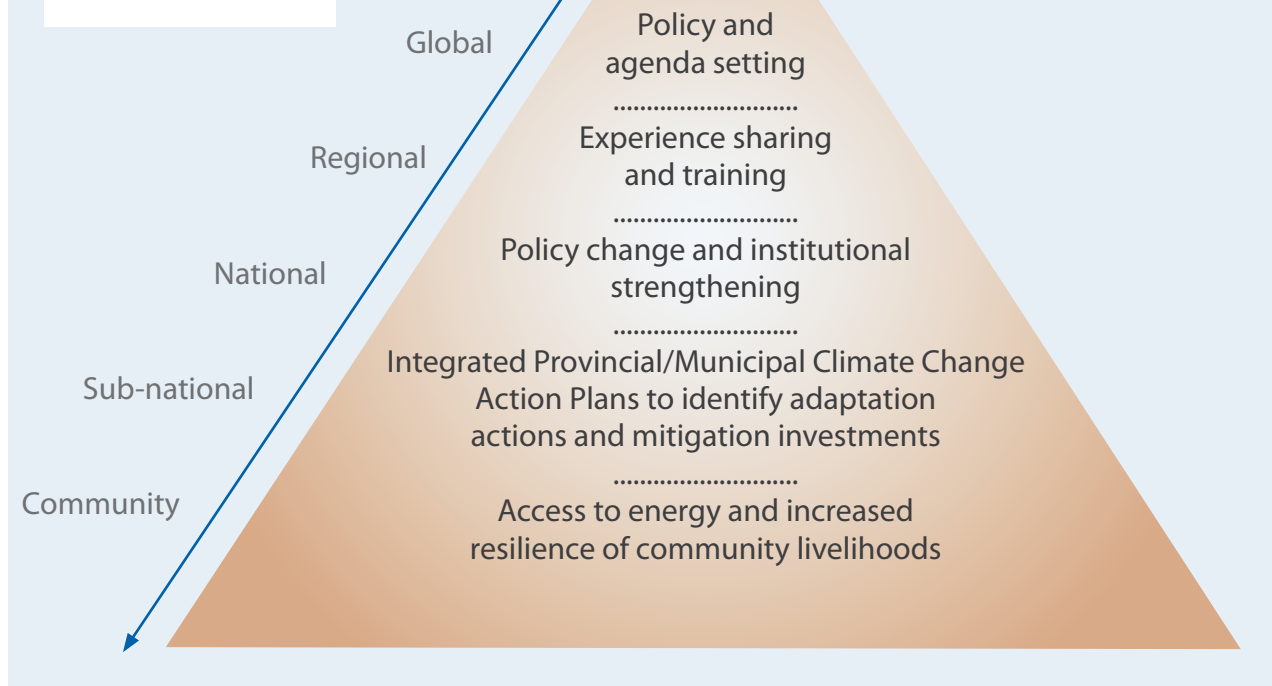 Global
Policy and
agenda setting
............................
Regional
Experience sharing
and training
............................
National
Policy change and institutional
strengthening
............................
Sub-national
Integrated Provincial/Municipal Climate Change
Action Plans to identify adaptation
actions and mitigation investments
............................
Community
Access to energy and increased
resilience of community livelihoods